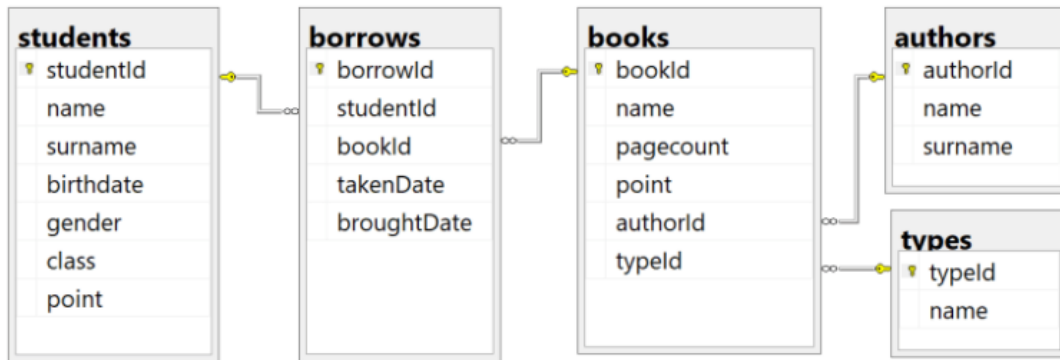 students
studentId
name
surname
birthdate
gender
class
point
borrows
borrowId
studentId
bookId
takenDate
broughtDate
books
bookId
name
pagecount
point
authorId
typeId
authors
authorId
name
surname
types
typeId
name